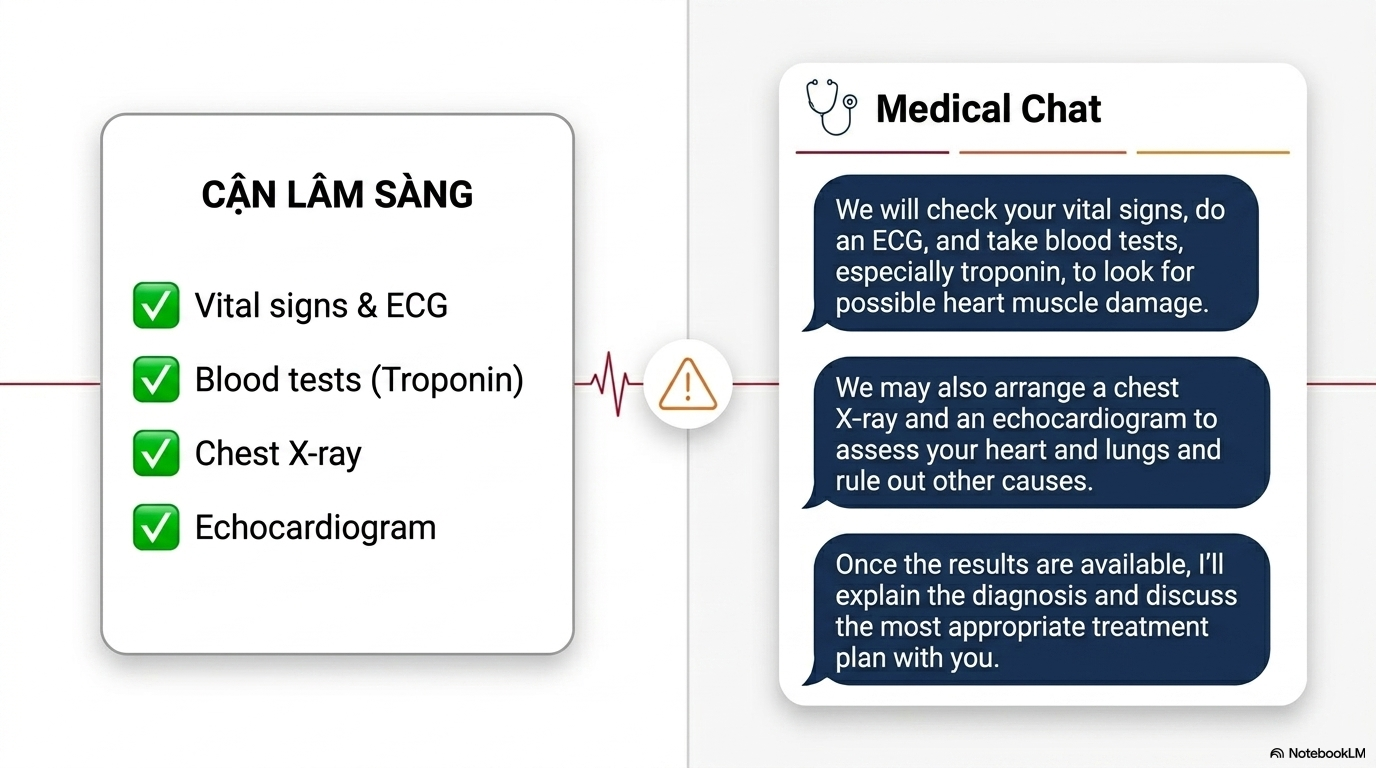 CẬN LÂM SÀNG
✅ Vital signs & ECG
✅ Blood tests (Troponin)
✅ Chest X-ray
✅ Echocardiogram
Medical Chat
We will check your vital signs, do
an ECG, and take blood tests,
especially troponin, to look for
possible heart muscle damage.
We may also arrange a chest
X-ray and an echocardiogram to
assess your heart and lungs and
rule out other causes.
Once the results are available, I’ll
explain the diagnosis and discuss
the most appropriate treatment
plan with you.
NotebookLM